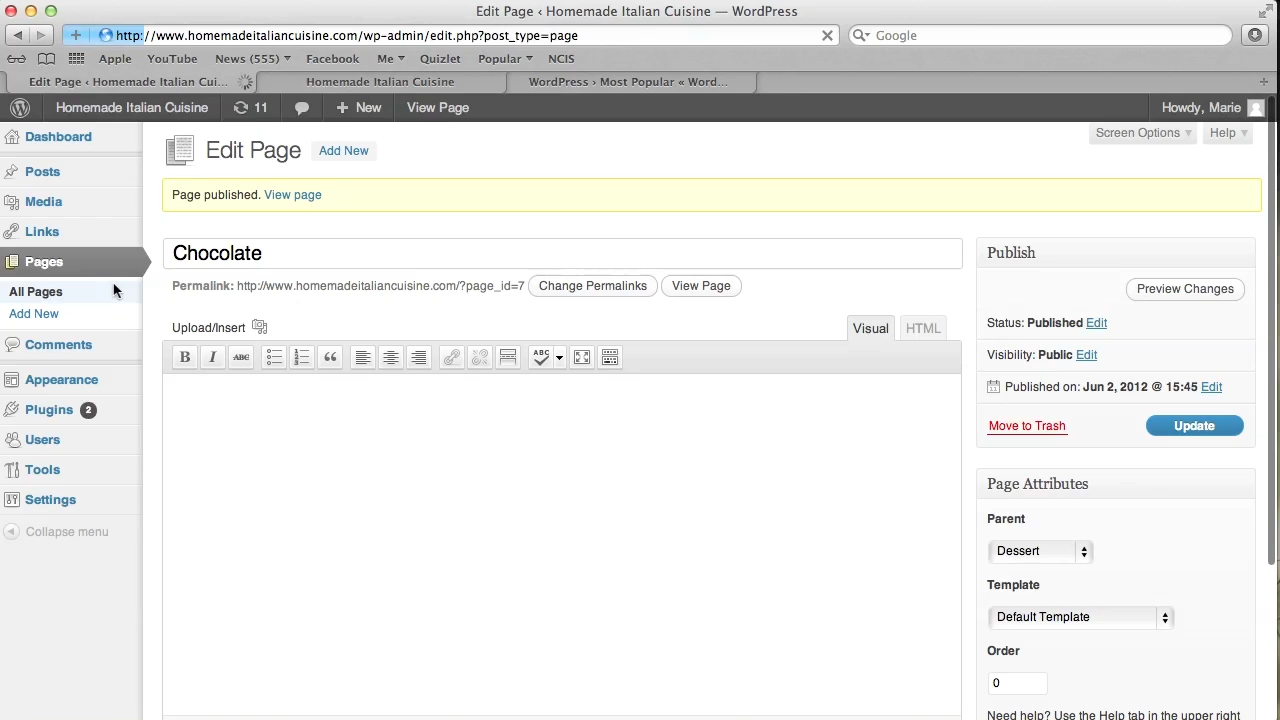 Edit Page ‹ Homemade Italian Cuisine — WordPress
http://www.homemadeitaliancuisine.com/wp-admin/edit.php?post_type=page
Google
Apple YouTube News (555) Facebook Me Quizlet Popular NCIS
Edit Page ‹ Homemade Italian Cui... Homemade Italian Cuisine WordPress › Most Popular « Word...
Homemade Italian Cuisine 11 New View Page Howdy, Marie
Dashboard
Posts
Media
Links
Pages
All Pages
Add New
Comments
Appearance
Plugins 2
Users
Tools
Settings
Collapse menu
Screen Options Help
Edit Page Add New
Page published. View page
Chocolate
Permalink: http://www.homemadeitaliancuisine.com/?page_id=7 Change Permalinks View Page
Upload/Insert Visual HTML
B I ABC ABC
Publish
Preview Changes
Status: Published Edit
Visibility: Public Edit
Published on: Jun 2, 2012 @ 15:45 Edit
Move to Trash Update
Page Attributes
Parent
Dessert
Template
Default Template
Order
0
Need help? Use the Help tab in the upper right